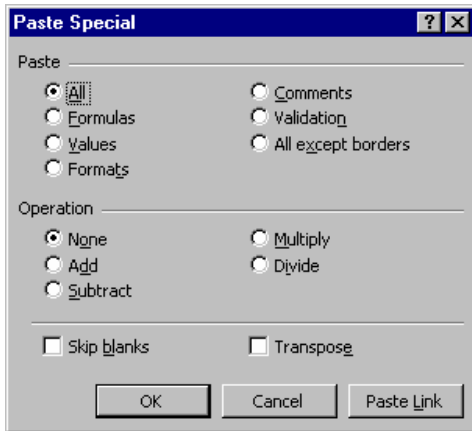 Paste Special
Paste
All
Comments
Formulas
Validation
Values
All except borders
Formats
Operation
None
Multiply
Add
Divide
Subtract
Skip blanks
Transpose
OK
Cancel
Paste Link